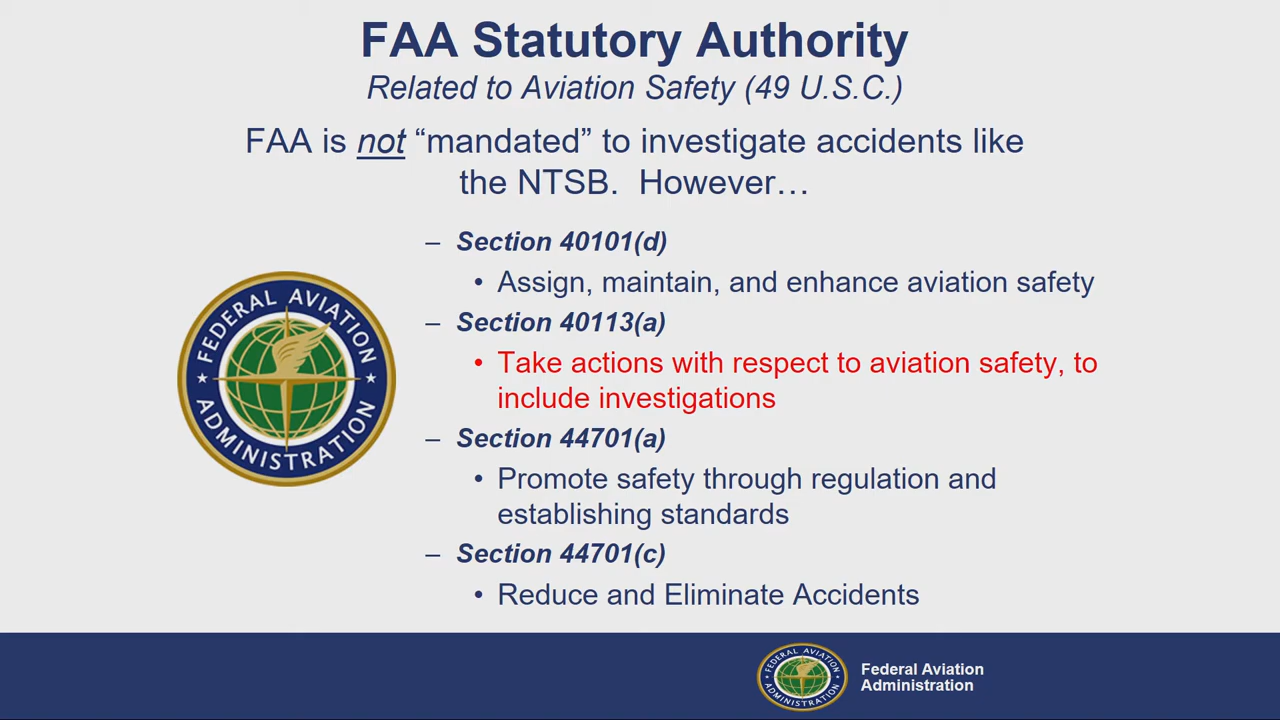 FAA Statutory Authority
Related to Aviation Safety (49 U.S.C.)
FAA is not “mandated” to investigate accidents like
the NTSB.  However…
– Section 40101(d)
• Assign, maintain, and enhance aviation safety
– Section 40113(a)
• Take actions with respect to aviation safety, to
include investigations
– Section 44701(a)
• Promote safety through regulation and
establishing standards
– Section 44701(c)
• Reduce and Eliminate Accidents
FEDERAL AVIATION
ADMINISTRATION
FEDERAL AVIATION
ADMINISTRATION
Federal Aviation
Administration